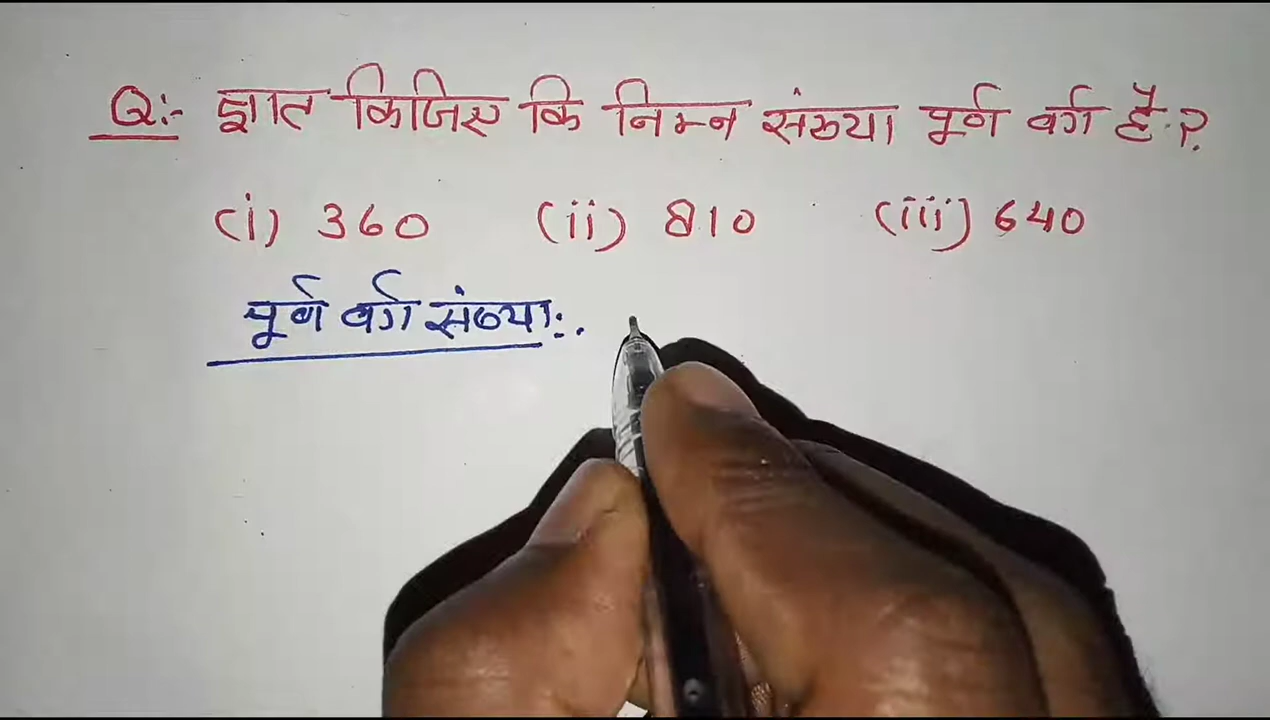 Q:- ज्ञात किजिए कि निम्न संख्या पूर्ण वर्ग है ?
(i) 360 (ii) 810 (iii) 640
पूर्ण वर्ग संख्या:.